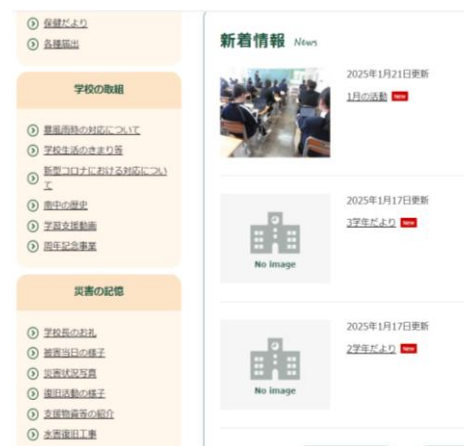 保健だより
各種届出
学校の取組
暴風雨時の対応について
学校生活のきまり等
新型コロナにおける対応につい
て
南中の歴史
学習支援動画
周年記念事業
災害の記憶
学校長のお礼
被害当日の様子
災害状況写真
復旧活動の様子
支援物資等の紹介
水害復旧工事
新着情報 News
2025年1月21日更新
1月の活動 New
2025年1月17日更新
3学年だより New
No image
2025年1月17日更新
2学年だより New
No image